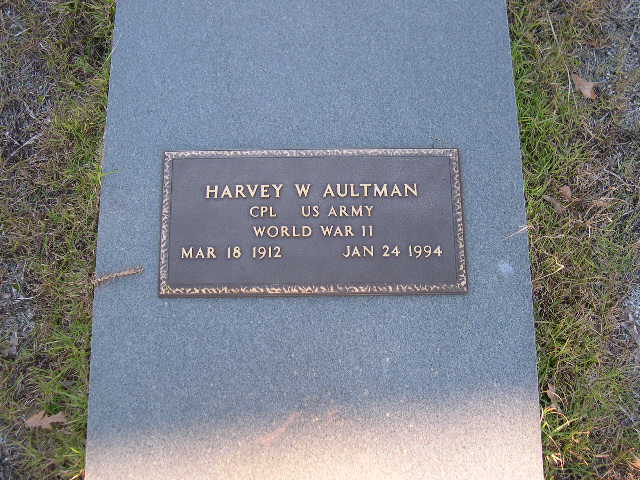 HARVEY W AULTMAN
CPL US ARMY
WORLD WAR II
MAR 18 1912 JAN 24 1994